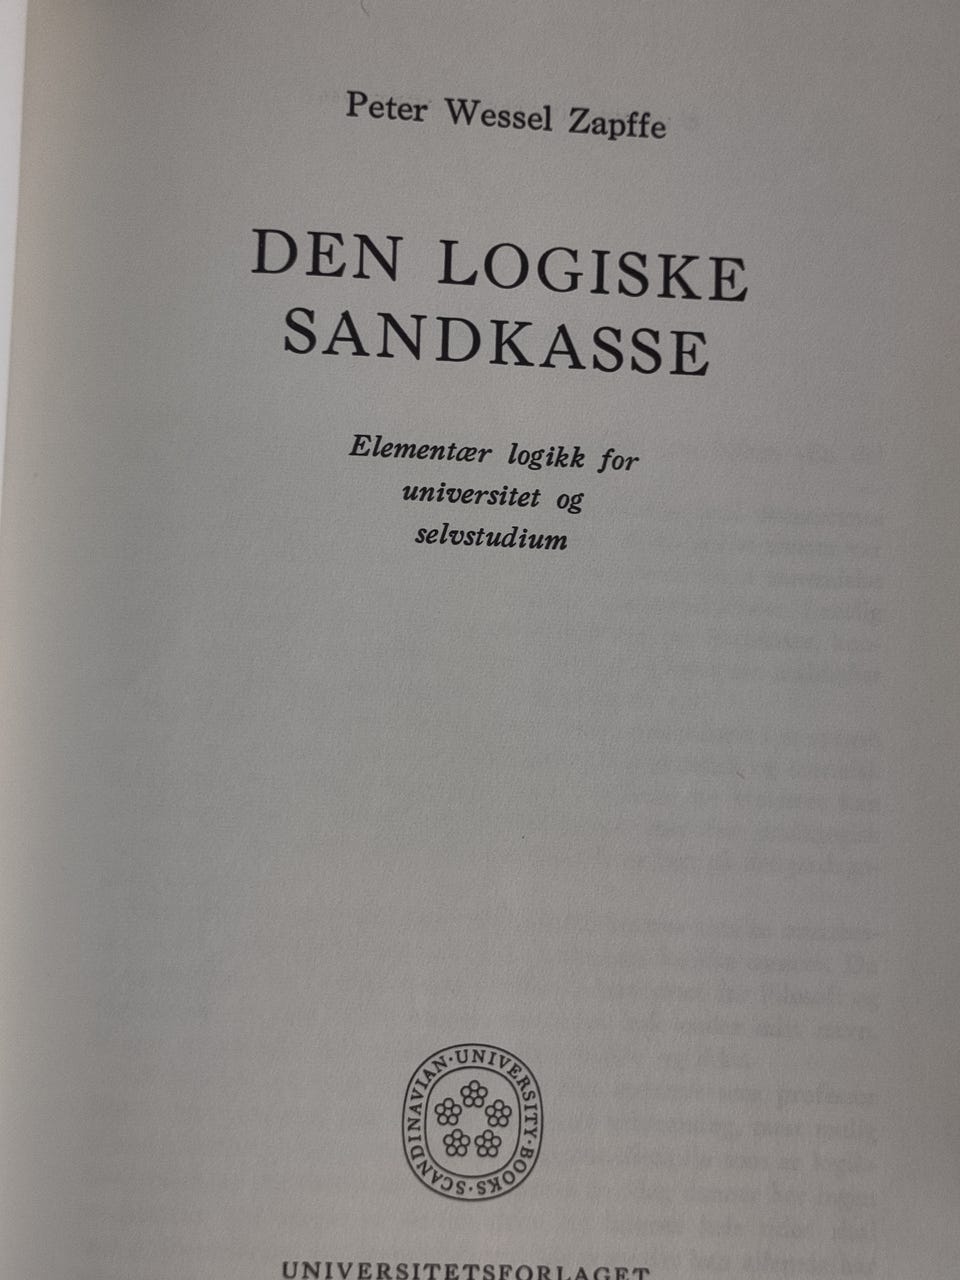 Peter Wessel Zapffe
DEN LOGISKE
SANDKASSE
Elementær logikk for
universitet og
selvstudium
SCANDINAVIAN·UNIVERSITY·BOOKS·
UNIVERSITETSFORLAGET